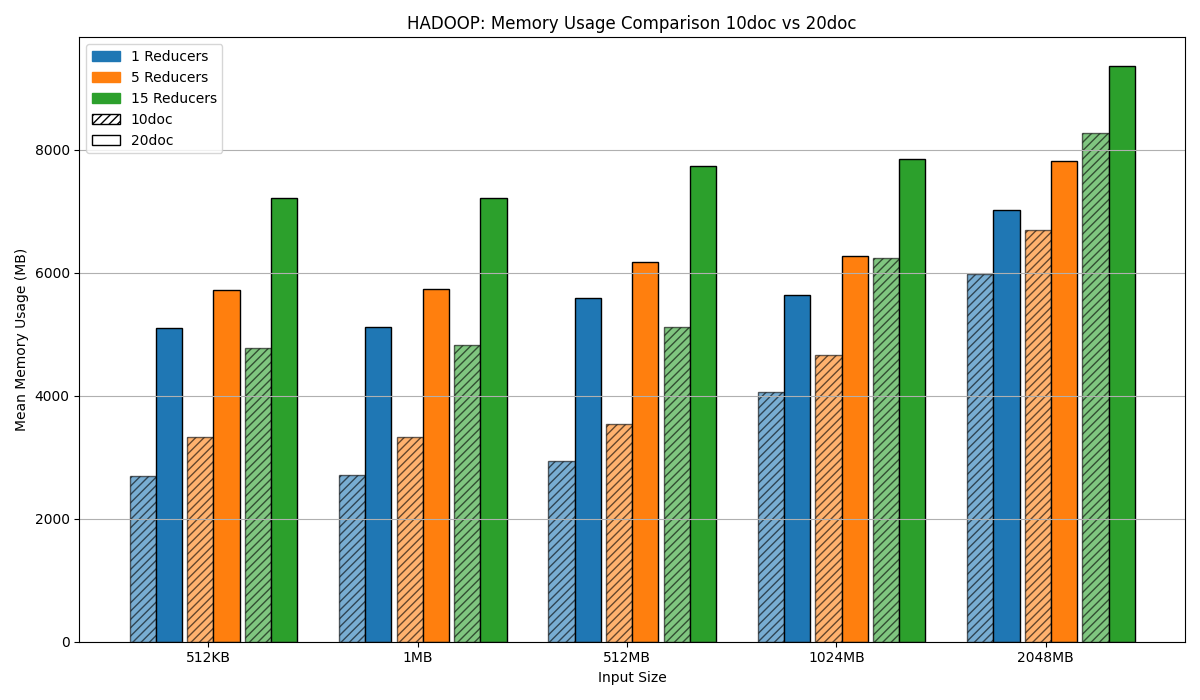 HADOOP: Memory Usage Comparison 10doc vs 20doc
1 Reducers
5 Reducers
15 Reducers
10doc
20doc
Mean Memory Usage (MB)
8000
6000
4000
2000
0
512KB
1MB
512MB
1024MB
2048MB
Input Size